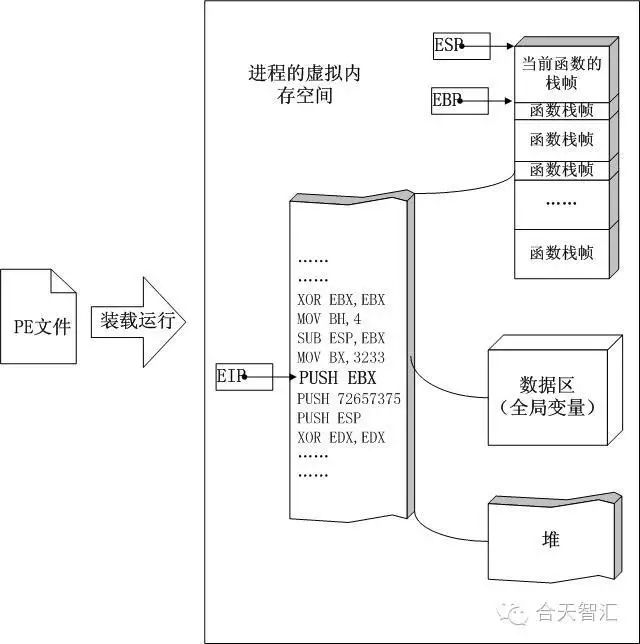 进程的虚拟内
存空间
ESP
当前函数的
栈帧
EBP
函数栈帧
函数栈帧
函数栈帧
……
函数栈帧
PE文件
装载运行
EIP
……
……
XOR EBX,EBX
MOV BH,4
SUB ESP,EBX
MOV BX,3233
PUSH EBX
PUSH 72657375
PUSH ESP
XOR EDX,EDX
……
……
数据区
(全局变量)
堆
合天智汇